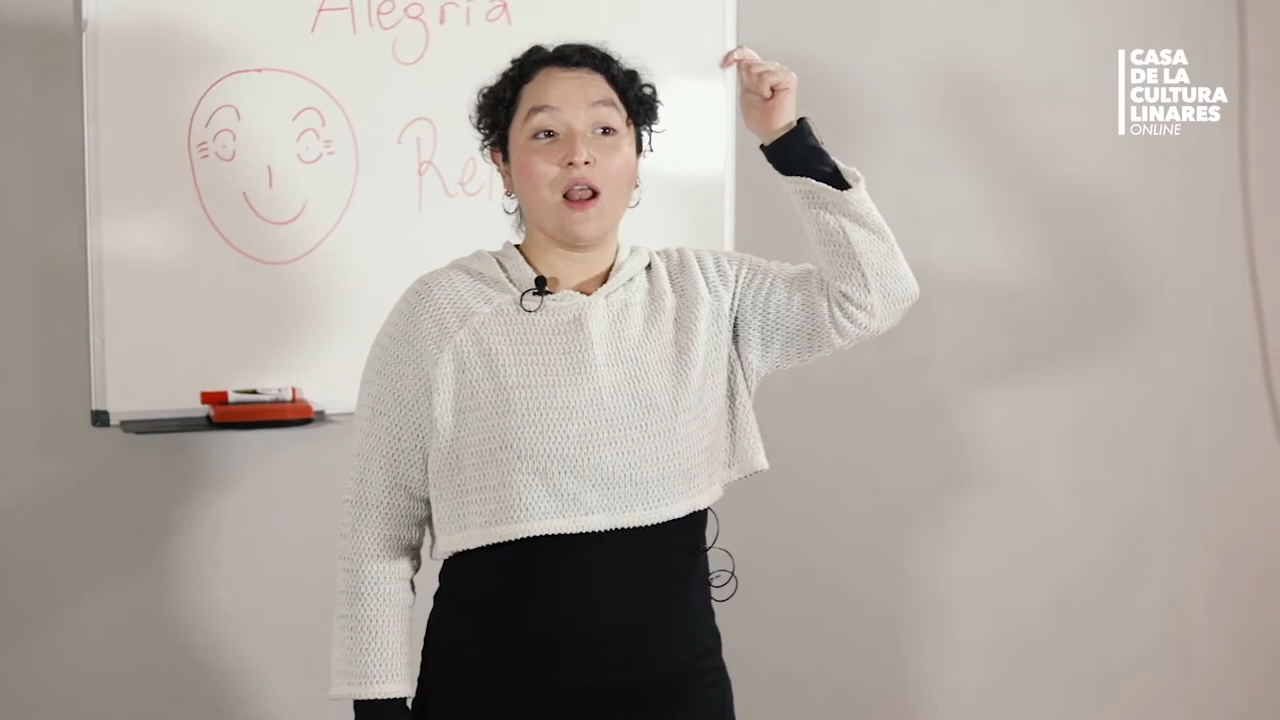 Alegría
CASA
DE LA
CULTURA
LINARES
ONLINE